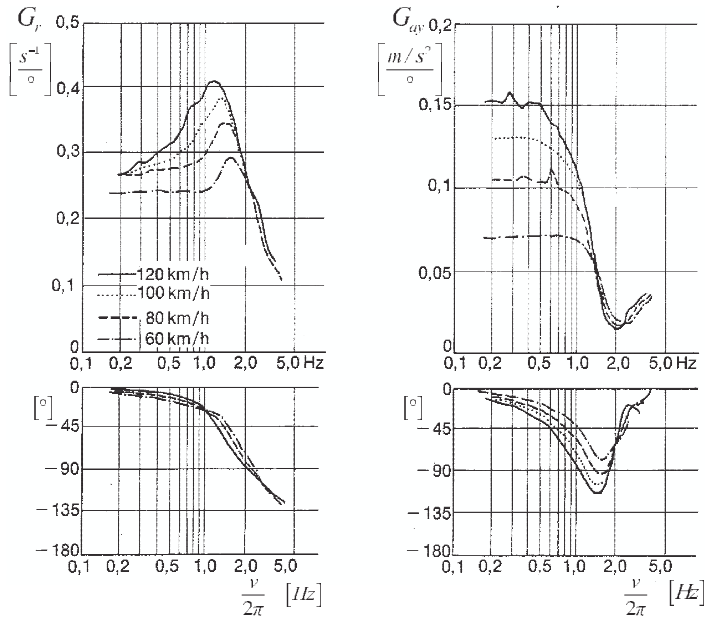 G_r
[s⁻¹/°]
0,5
0,4
0,3
0,2
0,1
0
120 km/h
100 km/h
80 km/h
60 km/h
0,1 0,2 0,5 1,0 2,0 5,0 Hz
[°]
0
−45
−90
−135
−180
0,1 0,2 0,5 1,0 2,0 5,0
ν/2π [Hz]
G_ay
[m/s²/°]
0,2
0,15
0,1
0,05
0
0,1 0,2 0,5 1,0 2,0 5,0 Hz
[°]
0
−45
−90
−135
−180
0,1 0,2 0,5 1,0 2,0 5,0
ν/2π [Hz]